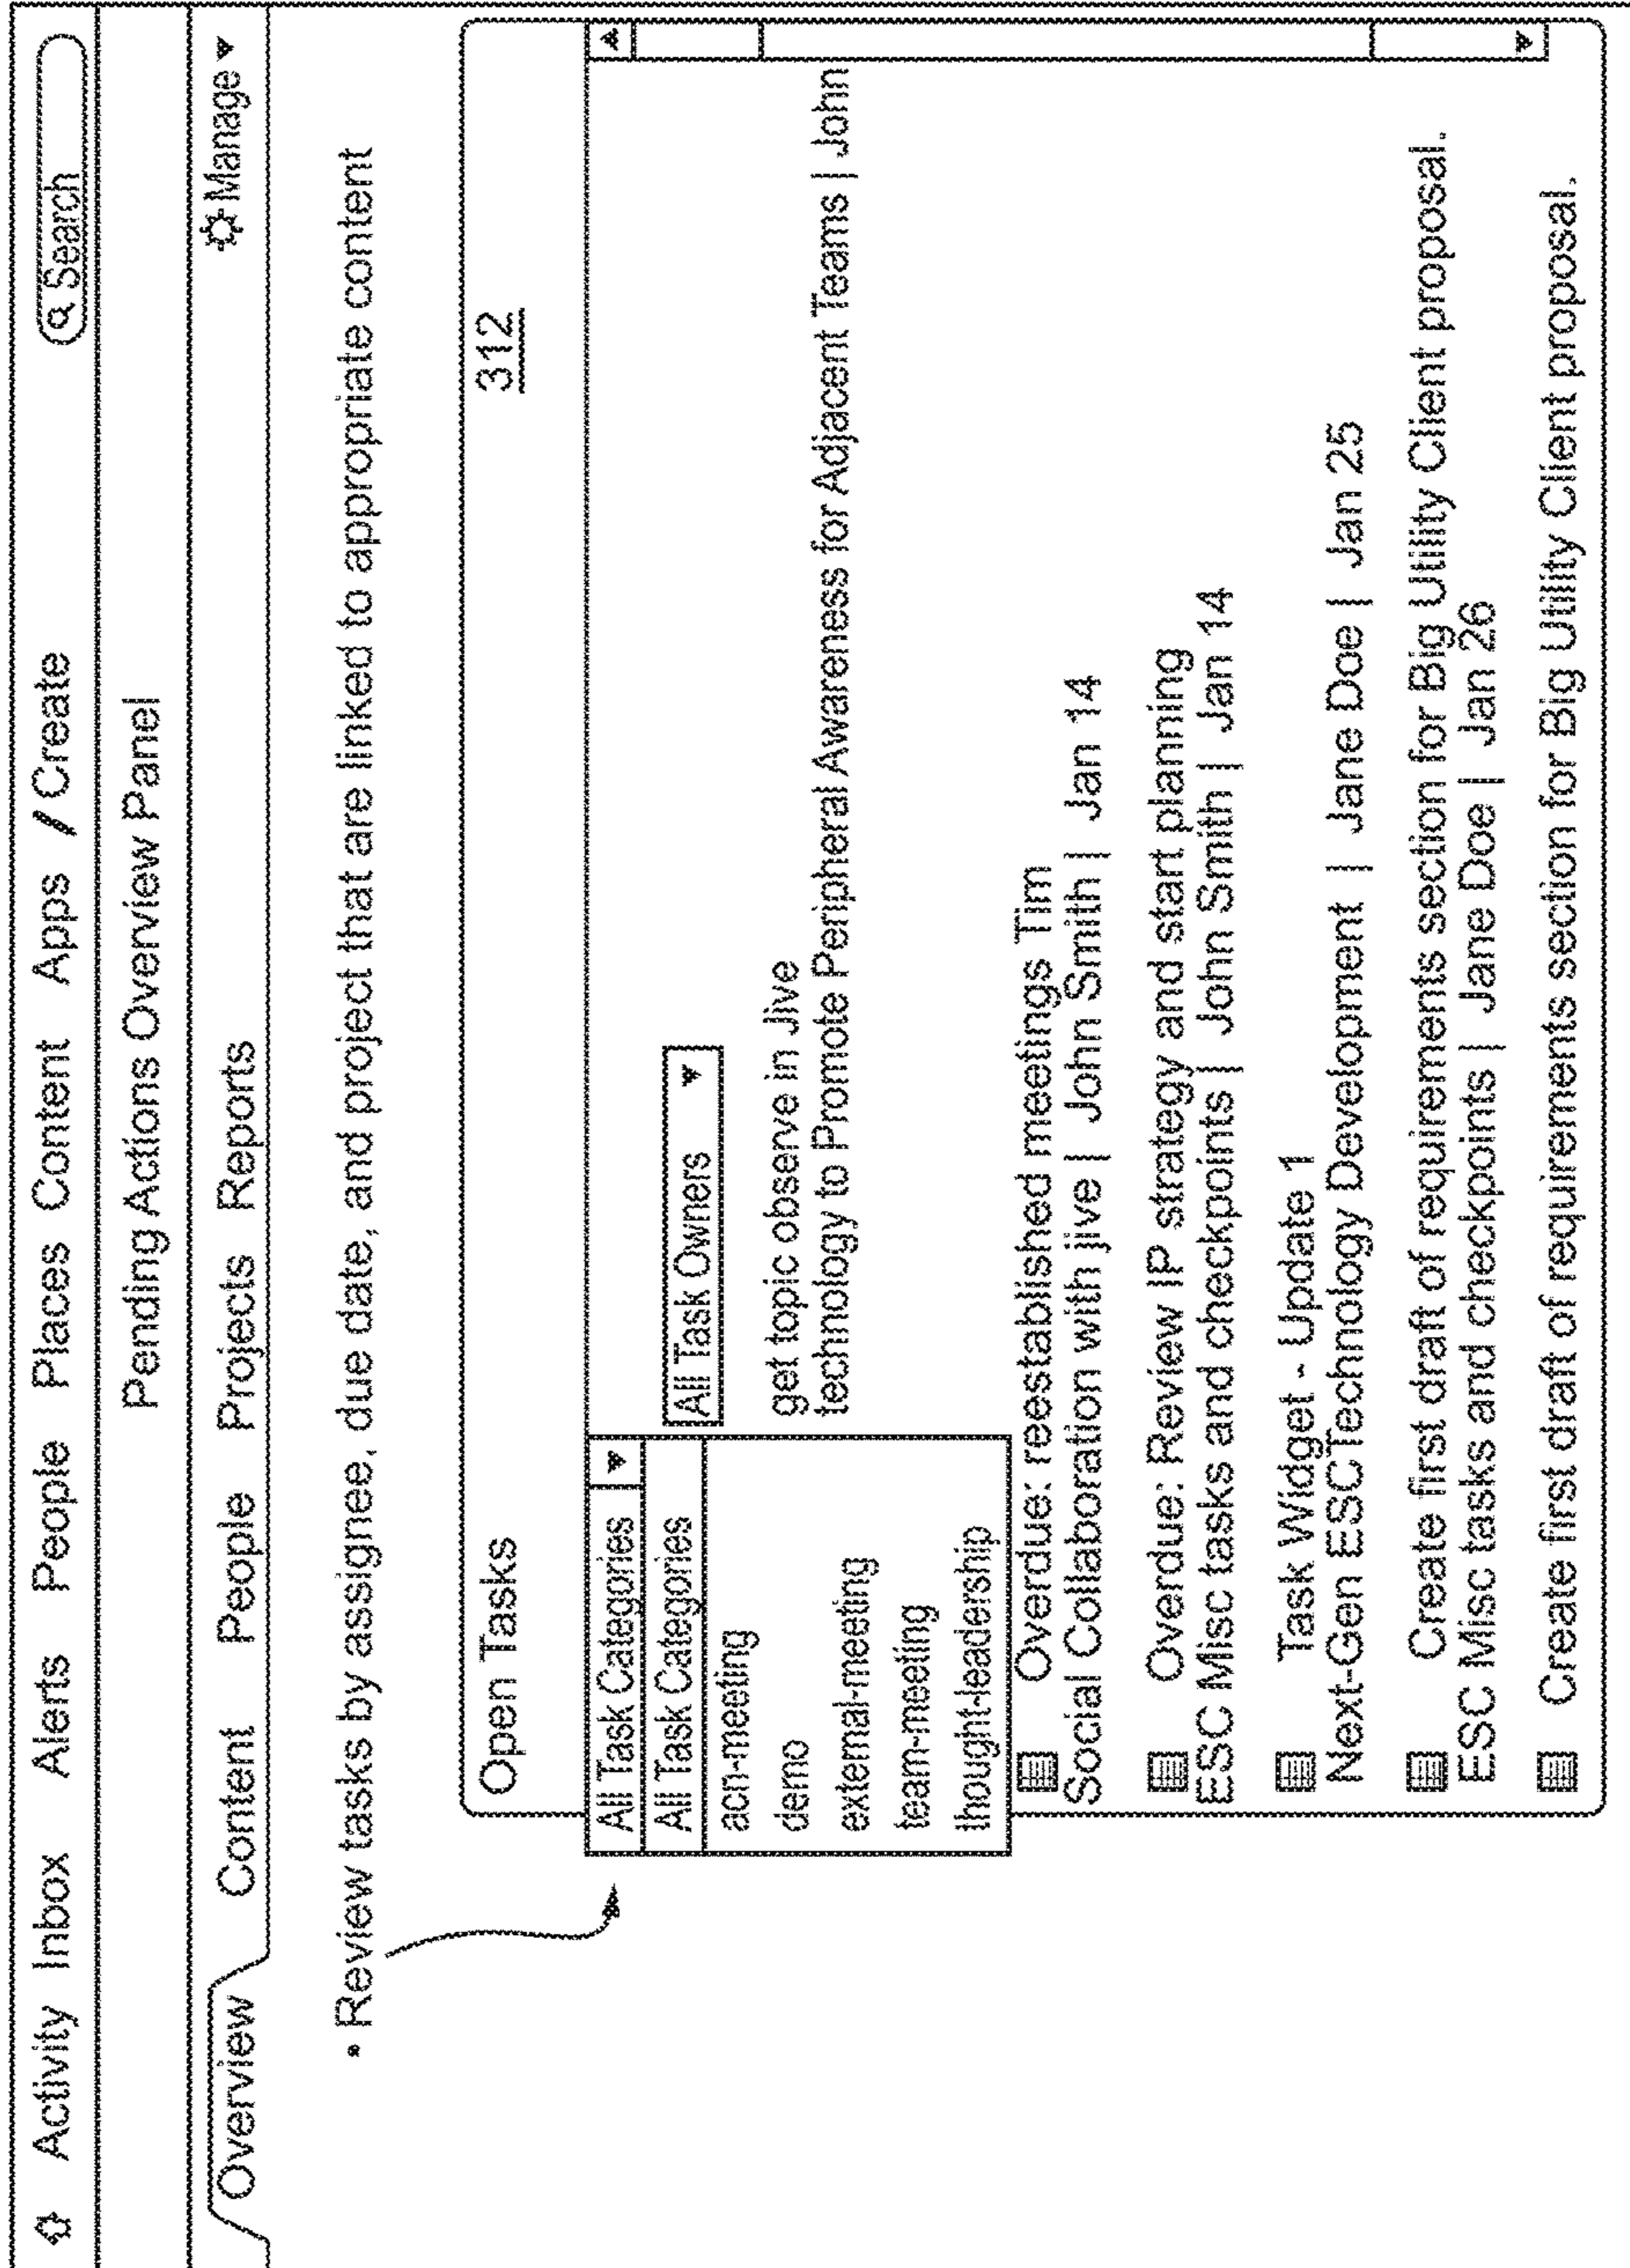 Activity Inbox Alerts People Places Content Apps / Create Search
Pending Actions Overview Panel
Overview Content People Projects Reports Manage
• Review tasks by assignee, due date, and project that are linked to appropriate content
Open Tasks 312
All Task Categories
All Task Categories
acn-meeting
demo
external-meeting
team-meeting
thought-leadership
All Task Owners
get topic observe in Jive
technology to Promote Peripheral Awareness for Adjacent Teams | John
Overdue: reestablished meetings Tim
Social Collaboration with jive | John Smith | Jan 14
Overdue: Review IP strategy and start planning
ESC Misc tasks and checkpoints | John Smith | Jan 14
Task Widget - Update 1
Next-Gen ESCTechnology Development | Jane Doe | Jan 25
Create first draft of requirements section for Big Utility Client proposal.
ESC Misc tasks and checkpoints | Jane Doe | Jan 26
Create first draft of requirements section for Big Utility Client proposal.